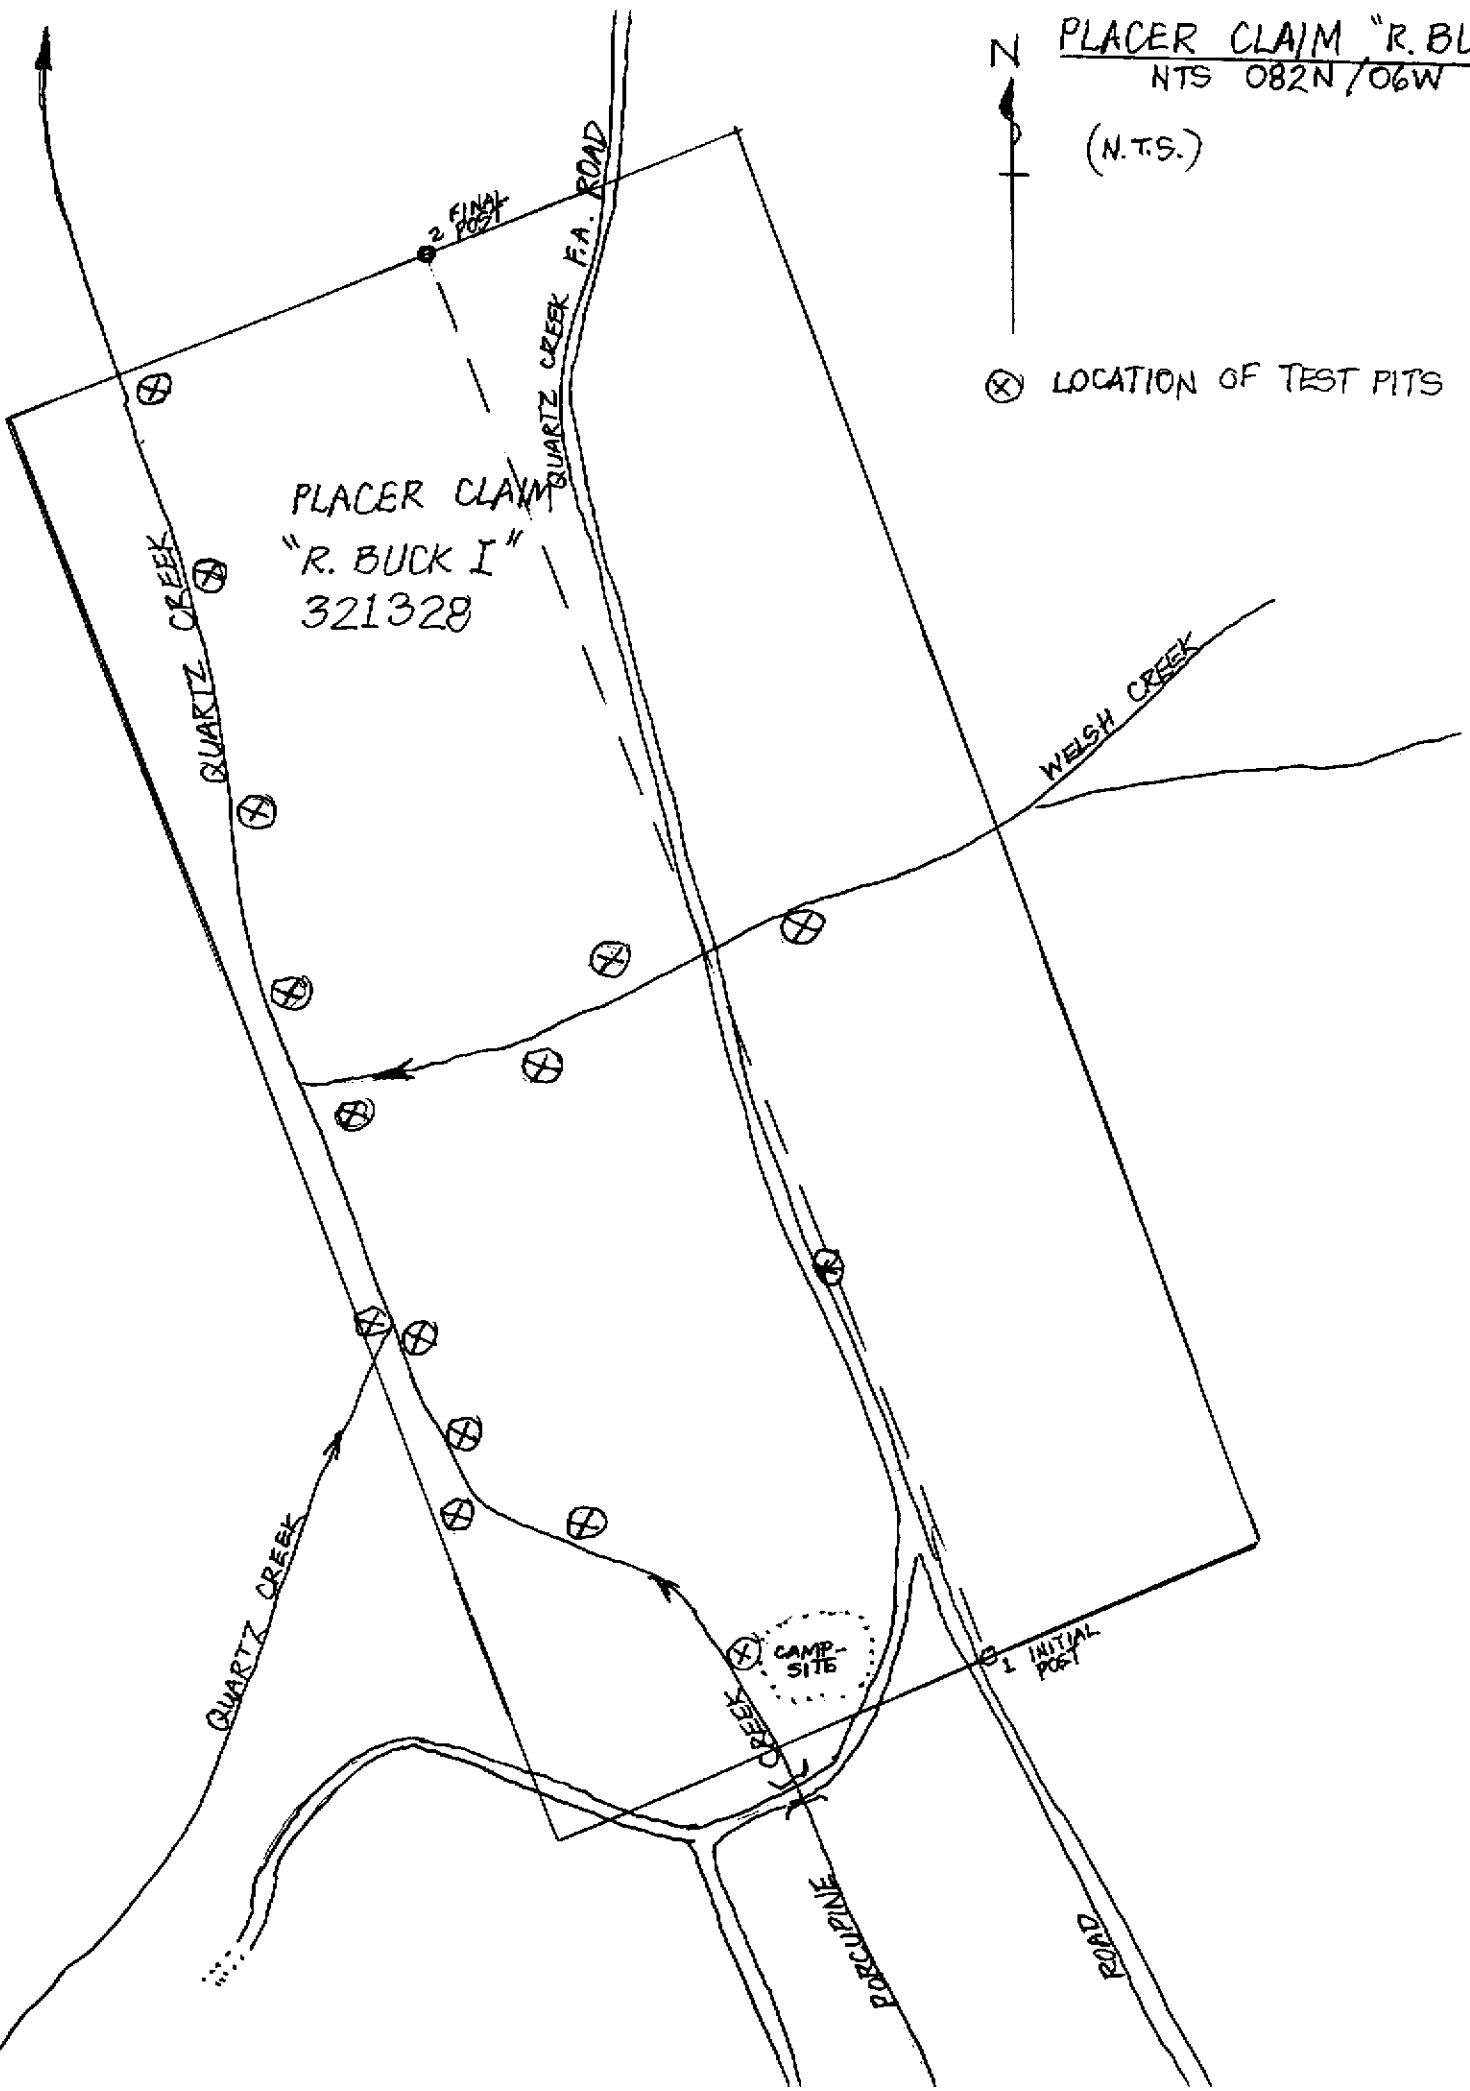 PLACER CLAIM "R. BU
NTS 082N/06W
N
(N.T.S.)
2 FINAL
POST
QUARTZ CREEK F.A. ROAD
LOCATION OF TEST PITS
PLACER CLAIM
"R. BUCK I"
321328
QUARTZ CREEK
WELSH CREEK
QUARTZ CREEK
CAMP-
SITE
1 INITIAL
POST
CREEK
PORCUPINE
ROAD